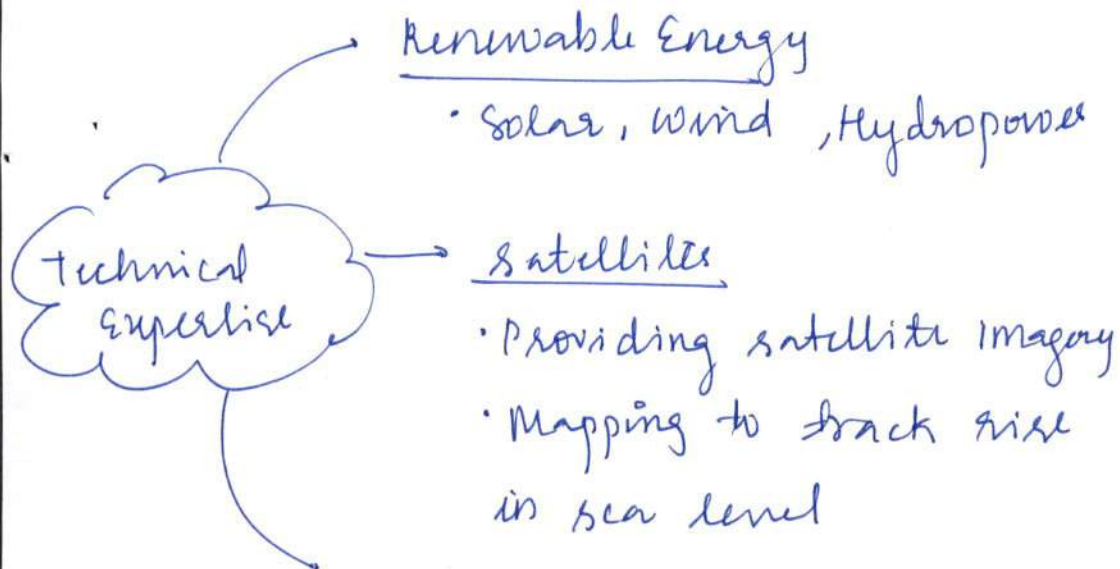 Renewable Energy
• Solar, Wind, Hydropower
Technical
Expertise
Satellites
• Providing satellite imagery
• Mapping to track rise
in sea level